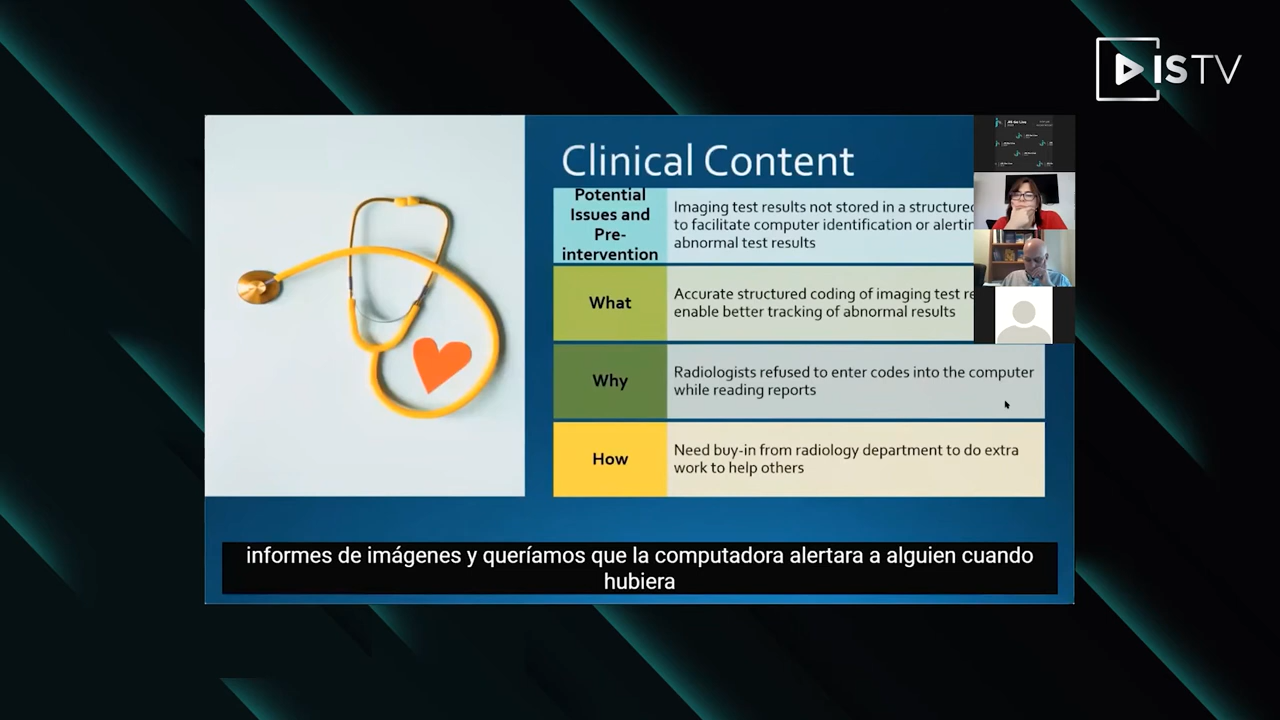 iSTV
Clinical Content
Potential
Issues and
Pre-
intervention
Imaging test results not stored in a structured
to facilitate computer identification or alertin
abnormal test results
What
Accurate structured coding of imaging test re
enable better tracking of abnormal results
Why
Radiologists refused to enter codes into the computer
while reading reports
How
Need buy-in from radiology department to do extra
work to help others
informes de imágenes y queríamos que la computadora alertara a alguien cuando
hubiera